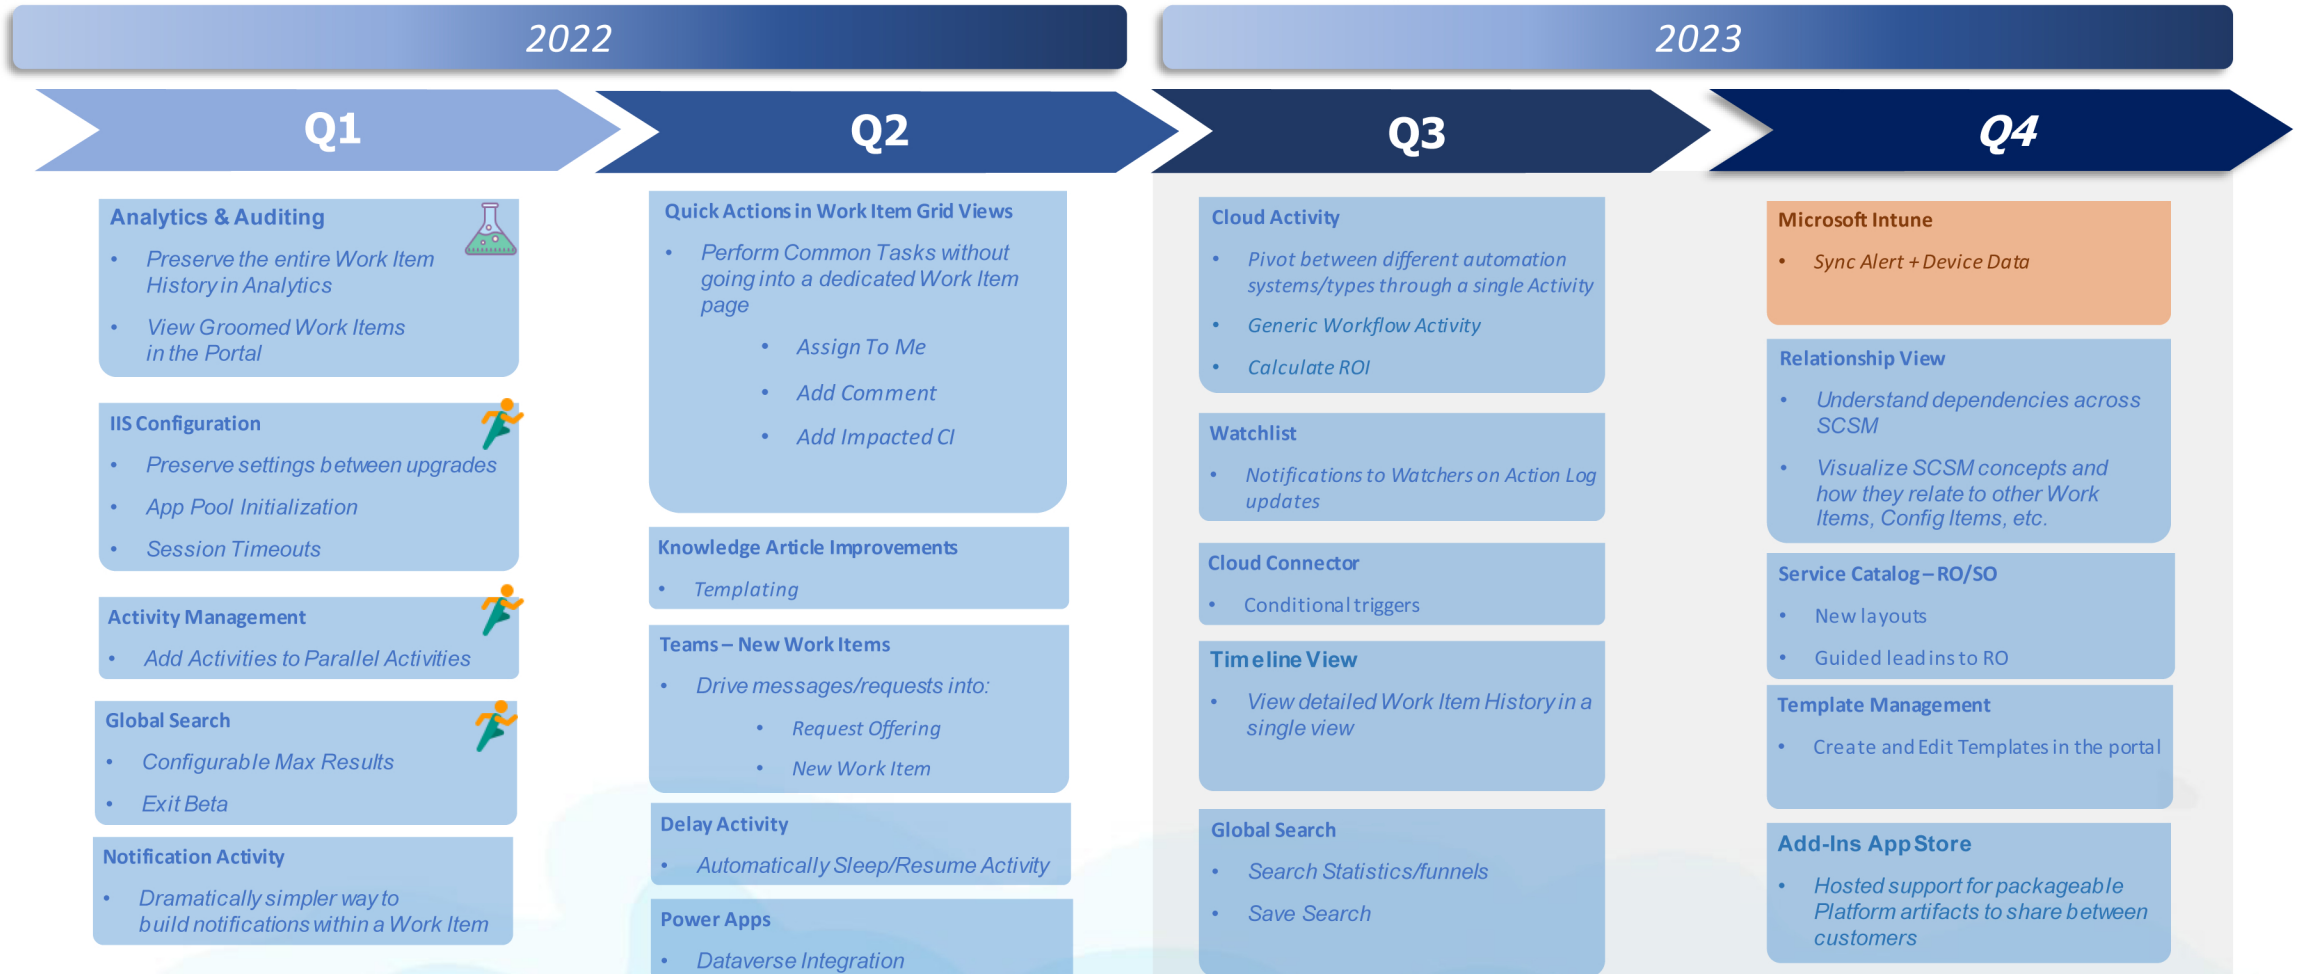 2022
2023
Q1
Q2
Q3
Q4
Analytics & Auditing
• Preserve the entire Work Item
History in Analytics
• View Groomed Work Items
in the Portal
IIS Configuration
• Preserve settings between upgrades
• App Pool Initialization
• Session Timeouts
Activity Management
• Add Activities to Parallel Activities
Global Search
• Configurable Max Results
• Exit Beta
Notification Activity
• Dramatically simpler way to
build notifications within a Work Item
Quick Actions in Work Item Grid Views
• Perform Common Tasks without
going into a dedicated Work Item
page
• Assign To Me
• Add Comment
• Add Impacted CI
Knowledge Article Improvements
• Templating
Teams – New Work Items
• Drive messages/requests into:
• Request Offering
• New Work Item
Delay Activity
• Automatically Sleep/Resume Activity
Power Apps
• Dataverse Integration
Cloud Activity
• Pivot between different automation
systems/types through a single Activity
• Generic Workflow Activity
• Calculate ROI
Watchlist
• Notifications to Watchers on Action Log
updates
Cloud Connector
• Conditional triggers
Timeline View
• View detailed Work Item History in a
single view
Global Search
• Search Statistics/funnels
• Save Search
Microsoft Intune
• Sync Alert + Device Data
Relationship View
• Understand dependencies across
SCSM
• Visualize SCSM concepts and
how they relate to other Work
Items, Config Items, etc.
Service Catalog – RO/SO
• New layouts
• Guided lead ins to RO
Template Management
• Create and Edit Templates in the portal
Add-Ins App Store
• Hosted support for packageable
Platform artifacts to share between
customers